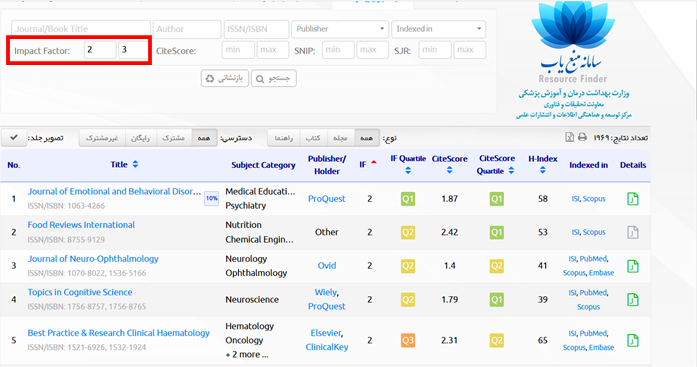 Journal/Book Title Author ISSN/ISBN Publisher Indexed in
Impact Factor: 2 3 CiteScore: min max SNIP: min max SJR: min max
بازنشانی جستجو
سامانه منبع یاب
Resource Finder
وزارت بهداشت درمان و آموزش پزشکی
معاونت تحقیقات و فناوری
مرکز توسعه و هماهنگی اطلاعات و انتشارات علمی
تعداد نتایج: ۱۹۶۹
نوع: همه مجله کتاب راهنما
دسترسی: همه مشترک رایگان غیرمشترک
تصویر جلد:
No. Title Subject Category Publisher/ Holder IF IF Quartile CiteScore CiteScore Quartile H-Index Indexed in Details
1 Journal of Emotional and Behavioral Disor... 10% Medical Educati... ProQuest 2 Q1 1.87 Q1 58 ISI, Scopus
ISSN/ISBN: 1063-4266 Psychiatry
2 Food Reviews International Nutrition Other 2 Q2 2.42 Q1 53 ISI, Scopus
ISSN/ISBN: 8755-9129 Chemical Engin...
3 Journal of Neuro-Ophthalmology Neurology Ovid 2 Q2 1.4 Q2 41 ISI, PubMed,
ISSN/ISBN: 1070-8022, 1536-5166 Ophthalmology Scopus, Embase
4 Topics in Cognitive Science Neuroscience Wiely, 2 Q2 1.79 Q1 39 ISI, PubMed,
ISSN/ISBN: 1756-8757, 1756-8765 ProQuest Scopus
5 Best Practice & Research Clinical Haematology Hematology Elsevier, 2 Q3 2.31 Q2 65 ISI, PubMed,
ISSN/ISBN: 1521-6926, 1532-1924 Oncology ClinicalKey Scopus, Embase
+ 2 more ...